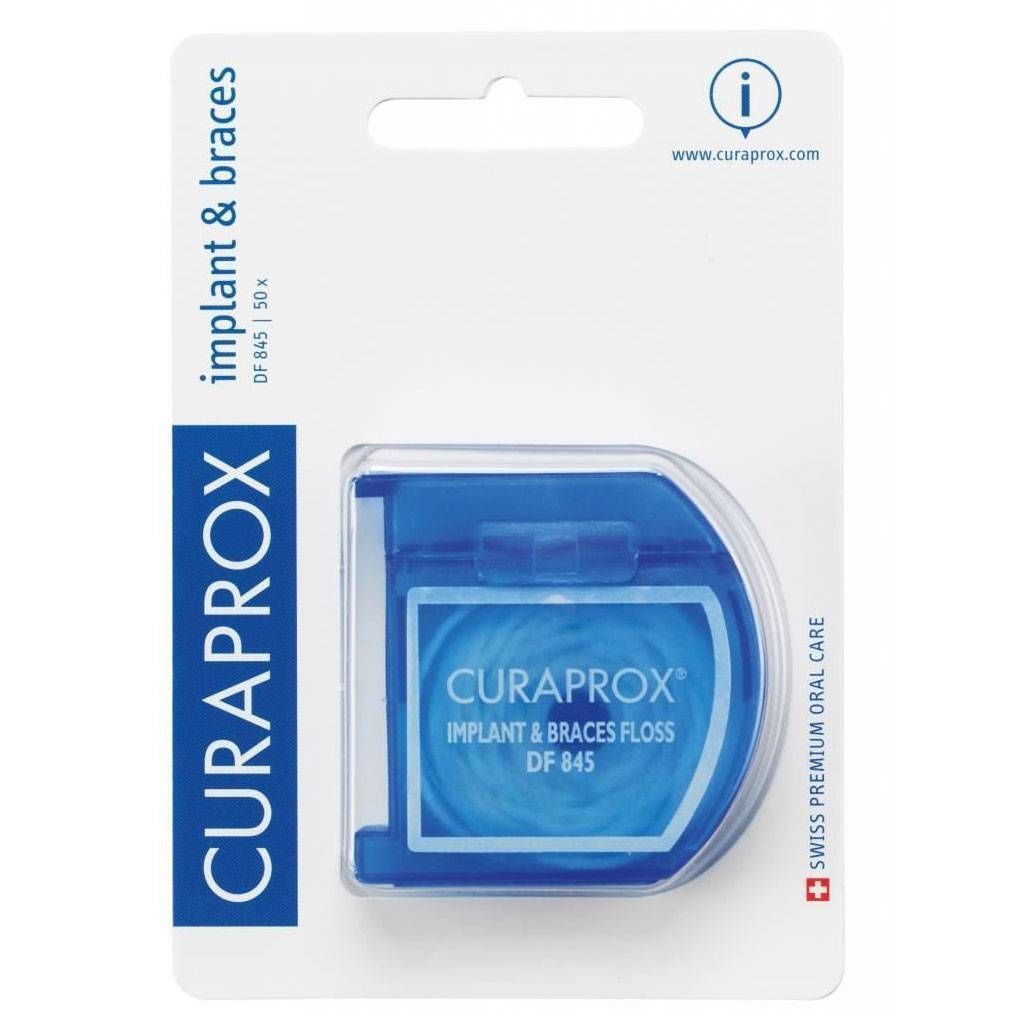 implant & braces
DF 845 | 50 x
i
www.curaprox.com
CURAPROX
CURAPROX®
IMPLANT & BRACES FLOSS
DF 845
SWISS PREMIUM ORAL CARE